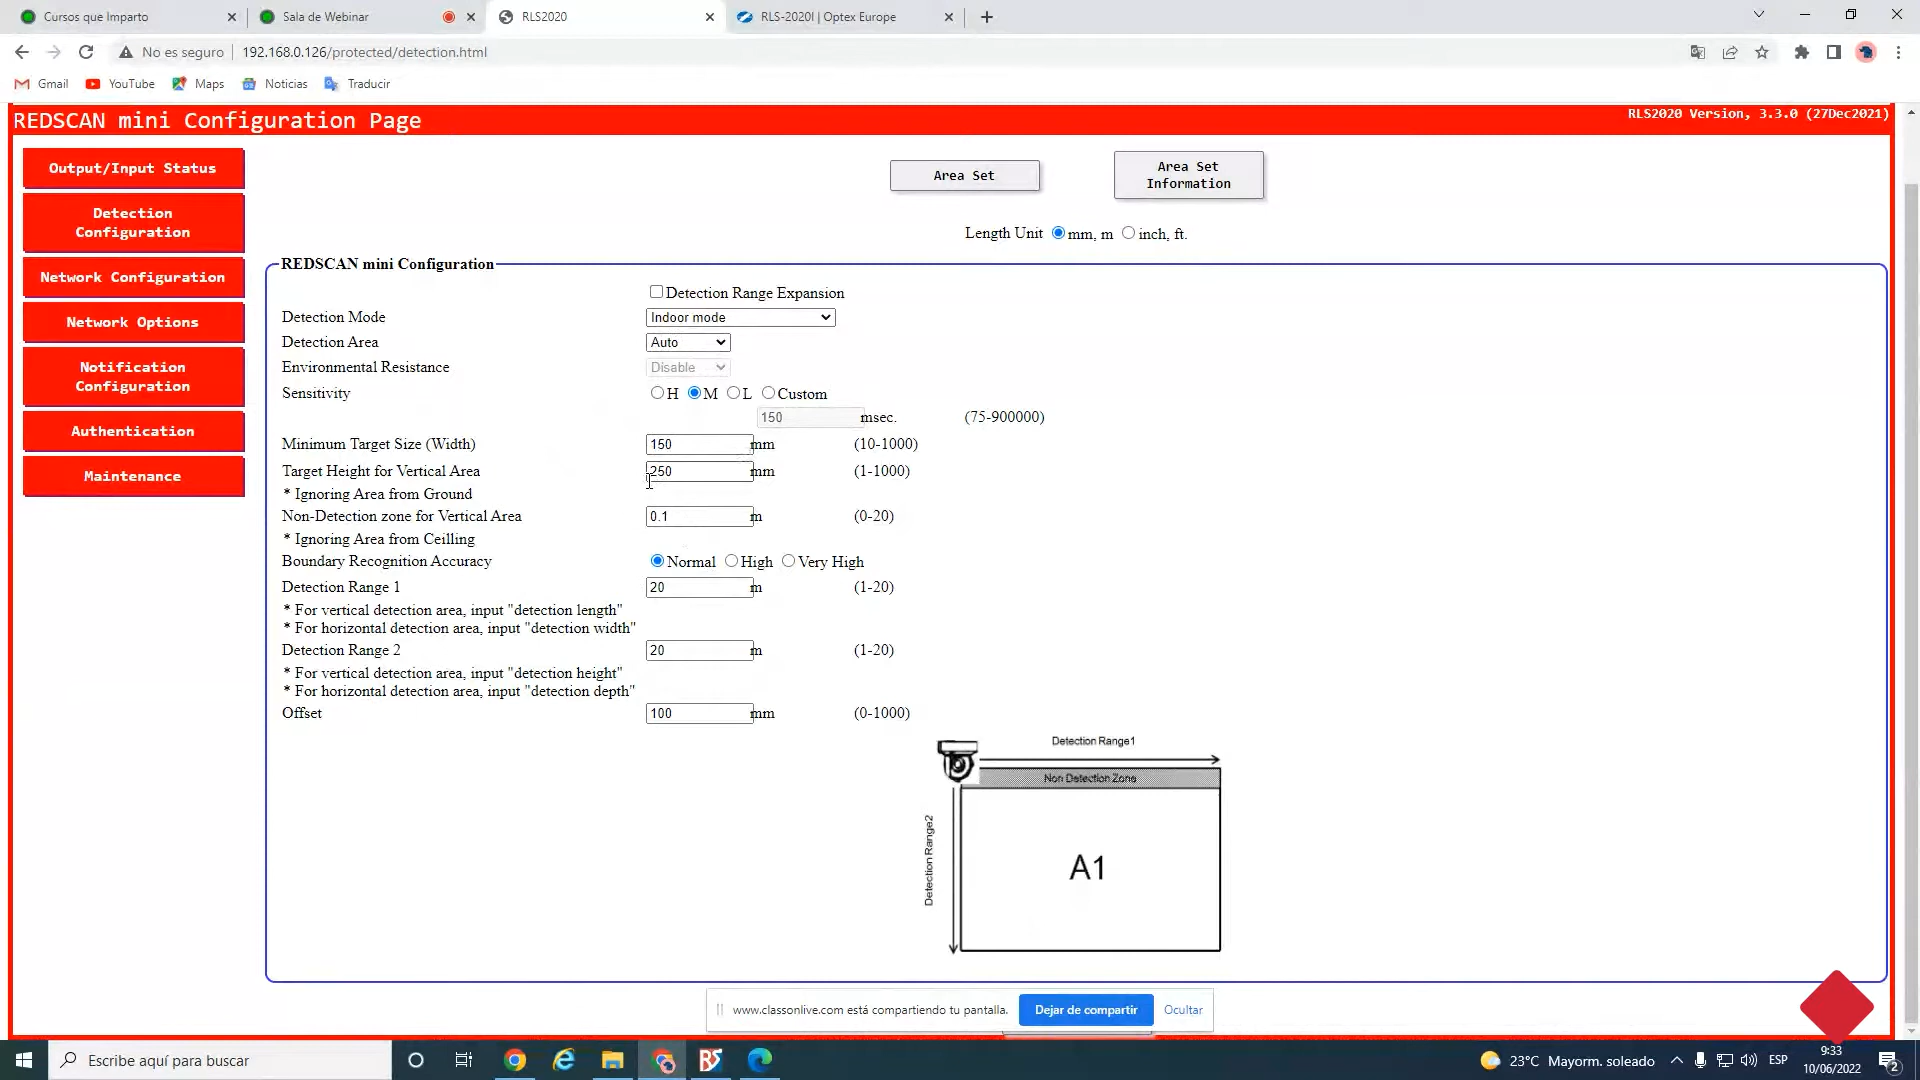 Cursos que Imparto
Sala de Webinar
RLS2020
RLS-2020I | Optex Europe
No es seguro
192.168.0.126/protected/detection.html
Gmail
YouTube
Maps
Noticias
Traducir
REDSCAN mini Configuration Page
RLS2020 Version, 3.3.0 (27Dec2021)
Output/Input Status
Detection
Configuration
Network Configuration
Network Options
Notification
Configuration
Authentication
Maintenance
Area Set
Area Set
Information
Length Unit mm, m inch, ft.
REDSCAN mini Configuration
Detection Range Expansion
Detection Mode Indoor mode
Detection Area Auto
Environmental Resistance Disable
Sensitivity H M L Custom
150 msec. (75-900000)
Minimum Target Size (Width) 150 mm (10-1000)
Target Height for Vertical Area 250 mm (1-1000)
* Ignoring Area from Ground
Non-Detection zone for Vertical Area 0.1 m (0-20)
* Ignoring Area from Ceilling
Boundary Recognition Accuracy Normal High Very High
Detection Range 1 20 m (1-20)
* For vertical detection area, input "detection length"
* For horizontal detection area, input "detection width"
Detection Range 2 20 m (1-20)
* For vertical detection area, input "detection height"
* For horizontal detection area, input "detection depth"
Offset 100 mm (0-1000)
Detection Range1
Non Detection Zone
Detection Range2
A1
www.classonlive.com está compartiendo tu pantalla.
Dejar de compartir
Ocultar
Escribe aquí para buscar
23°C Mayorm. soleado
ESP
9:33
10/06/2022
2